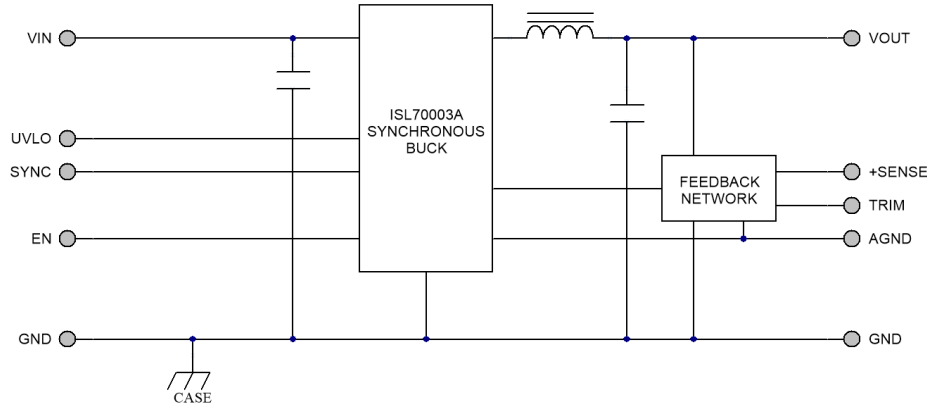 VIN
VOUT
ISL70003A
SYNCHRONOUS
BUCK
UVLO
SYNC
FEEDBACK
NETWORK
+SENSE
TRIM
EN
AGND
GND
GND
CASE